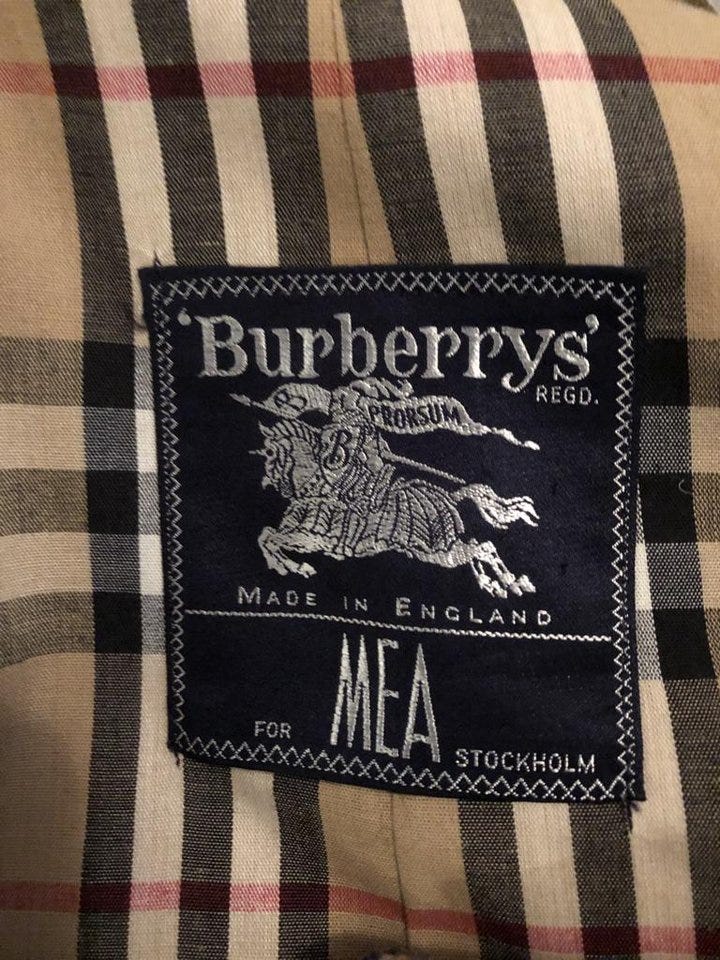 'Burberrys'
REGD.
PRORSUM
B
MADE IN ENGLAND
MEA
FOR STOCKHOLM